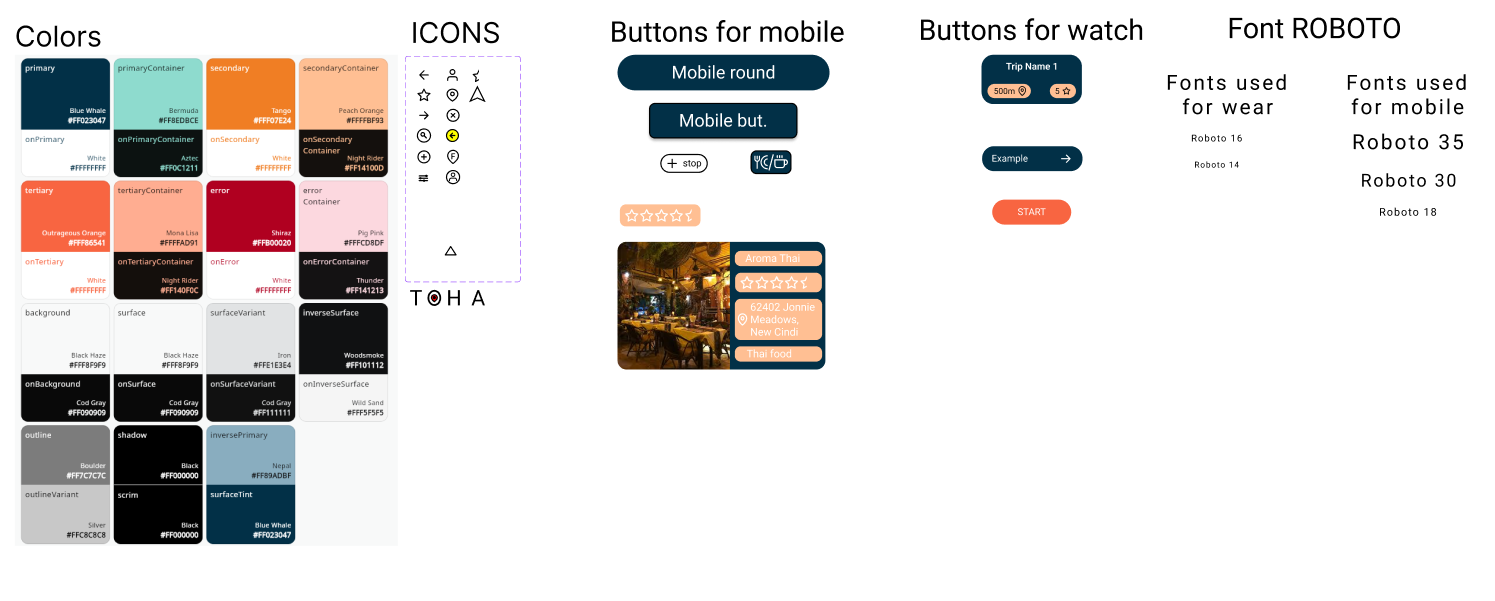 Colors
primary
Blue Whale
#FF023047
onPrimary
White
#FFFFFFFF
primaryContainer
Bermuda
#FF8EDBCE
onPrimaryContainer
Aztec
#FF0C1211
secondary
Tango
#FFF07E24
onSecondary
White
#FFFFFFFF
secondaryContainer
Peach Orange
#FFFFBF93
onSecondary
Container
Night Rider
#FF14100D
tertiary
Outrageous Orange
#FFF86541
onTertiary
White
#FFFFFFFF
tertiaryContainer
Mona Lisa
#FFFFAD91
onTertiaryContainer
Night Rider
#FF140F0C
error
Shiraz
#FFB00020
onError
White
#FFFFFFFF
error
Container
Pig Pink
#FFFCD8DF
onErrorContainer
Thunder
#FF141213
background
Black Haze
#FFF8F9F9
onBackground
Cod Gray
#FF090909
surface
Black Haze
#FFF8F9F9
onSurface
Cod Gray
#FF090909
surfaceVariant
Iron
#FFE1E3E4
onSurfaceVariant
Cod Gray
#FF111111
inverseSurface
Woodsmoke
#FF101112
onInverseSurface
Wild Sand
#FFF5F5F5
outline
Boulder
#FF7C7C7C
outlineVariant
Silver
#FFC8C8C8
shadow
Black
#FF000000
scrim
Black
#FF000000
inversePrimary
Nepal
#FF89ADBF
surfaceTint
Blue Whale
#FF023047
ICONS
F
TOHA
Buttons for mobile
Mobile round
Mobile but.
+ stop
Aroma Thai
62402 Jonnie
Meadows,
New Cindi
Thai food
Buttons for watch
Trip Name 1
500m
5
Example
START
Font ROBOTO
Fonts used
for wear
Roboto 16
Roboto 14
Fonts used
for mobile
Roboto 35
Roboto 30
Roboto 18